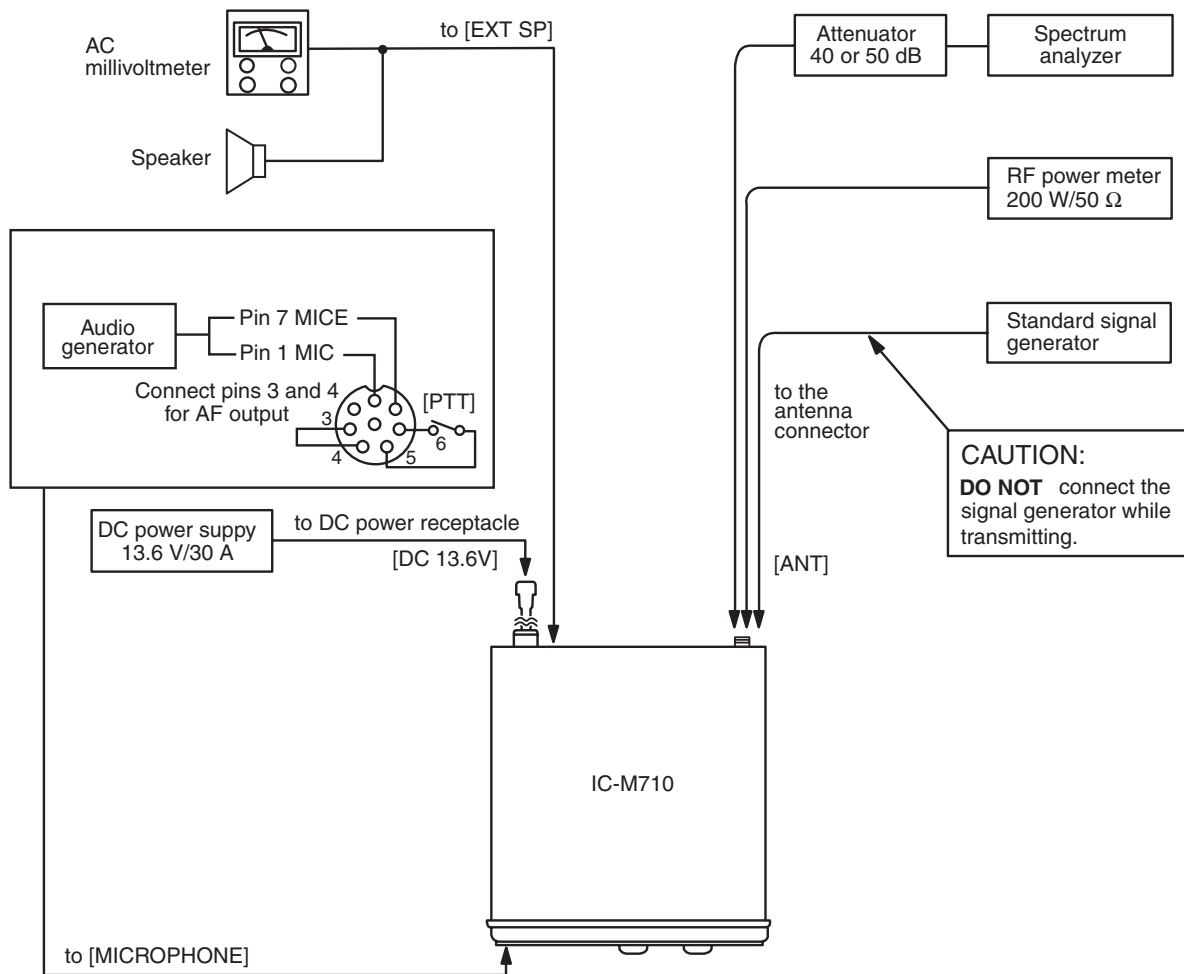 AC
millivoltmeter
to [EXT SP]
Speaker
Attenuator
40 or 50 dB
Spectrum
analyzer
RF power meter
200 W/50 Ω
Standard signal
generator
to the
antenna
connector
CAUTION:
DO NOT connect the
signal generator while
transmitting.
[ANT]
Audio
generator
Pin 7 MICE
Pin 1 MIC
Connect pins 3 and 4
for AF output
[PTT]
3
4
5
6
DC power suppy
13.6 V/30 A
to DC power receptacle
[DC 13.6V]
IC-M710
to [MICROPHONE]